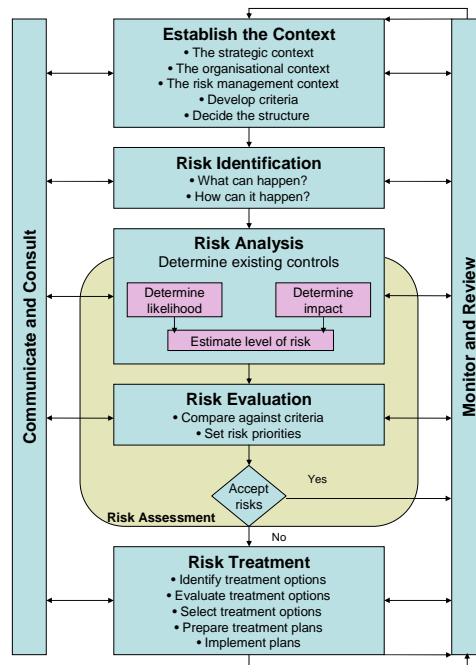 Establish the Context
• The strategic context
• The organisational context
• The risk management context
• Develop criteria
• Decide the structure
Risk Identification
• What can happen?
• How can it happen?
Risk Analysis
Determine existing controls
Determine
likelihood
Determine
impact
Estimate level of risk
Risk Evaluation
• Compare against criteria
• Set risk priorities
Accept
risks
Yes
Risk Assessment
No
Risk Treatment
• Identify treatment options
• Evaluate treatment options
• Select treatment options
• Prepare treatment plans
• Implement plans
Communicate and Consult
Monitor and Review